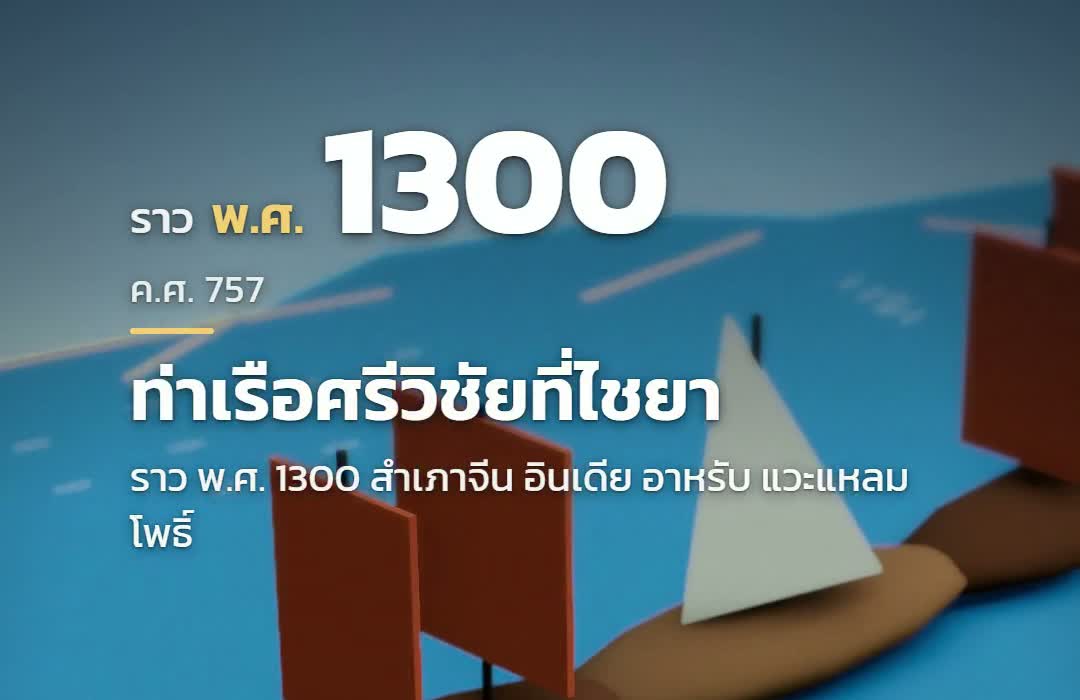 ราว พ.ศ. 1300
ค.ศ. 757
ท่าเรือศรีวิชัยที่ไชยา
ราว พ.ศ. 1300 สำเภาจีน อินเดีย อาหรับ แวะแหลม
โพธิ์